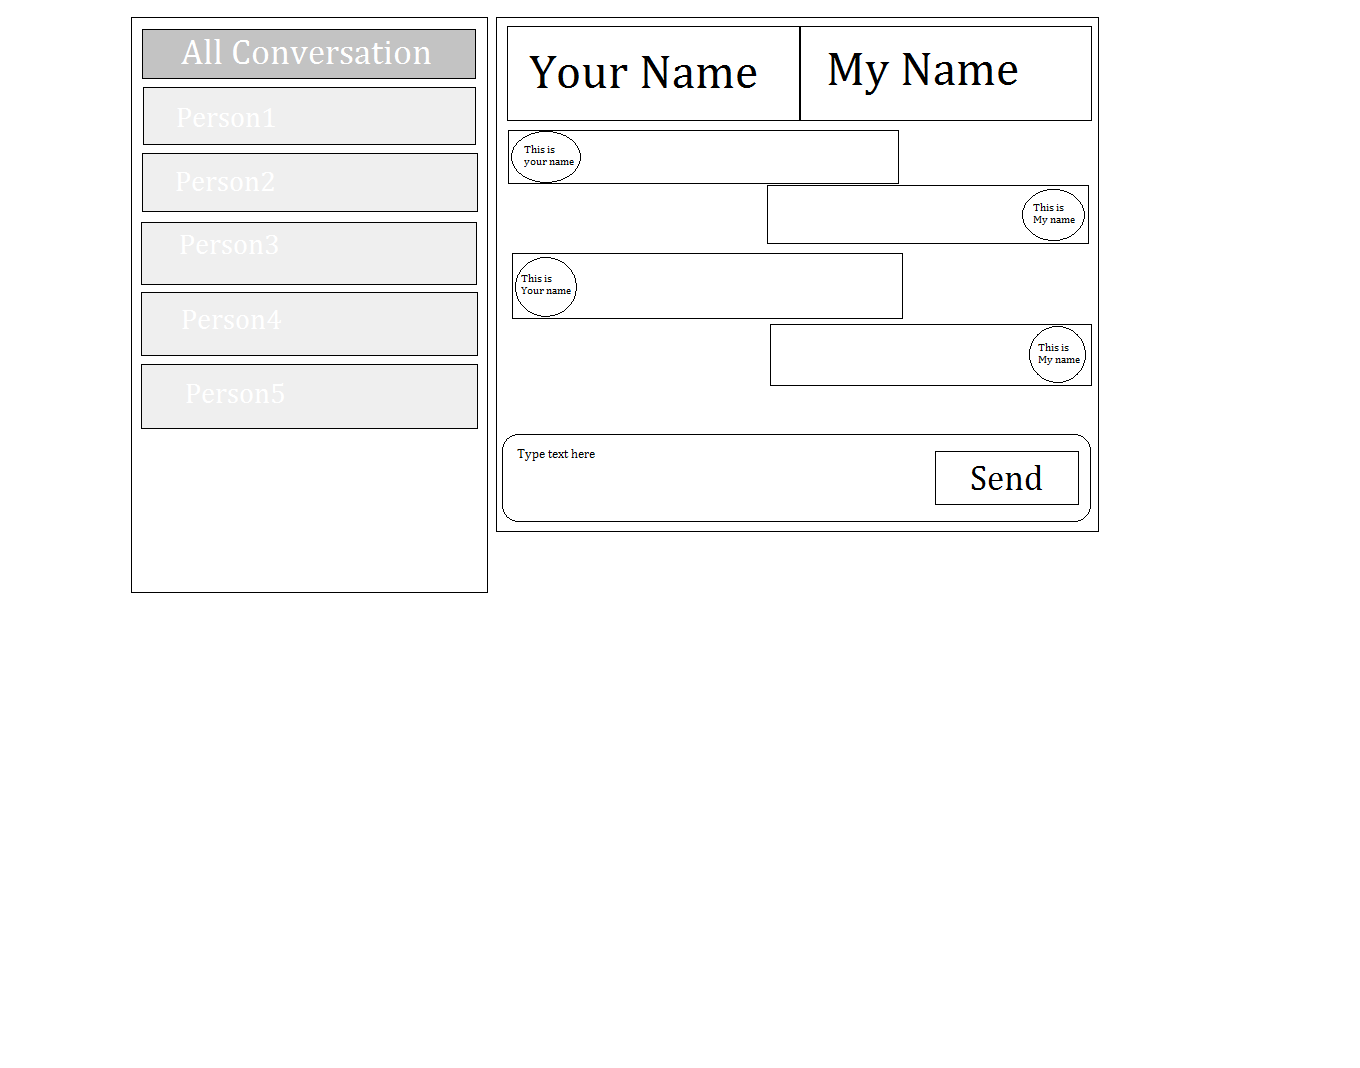 All Conversation
Person1
Person2
Person3
Person4
Person5
Your Name
My Name
This is
your name
This is
My name
This is
Your name
This is
My name
Type text here
Send